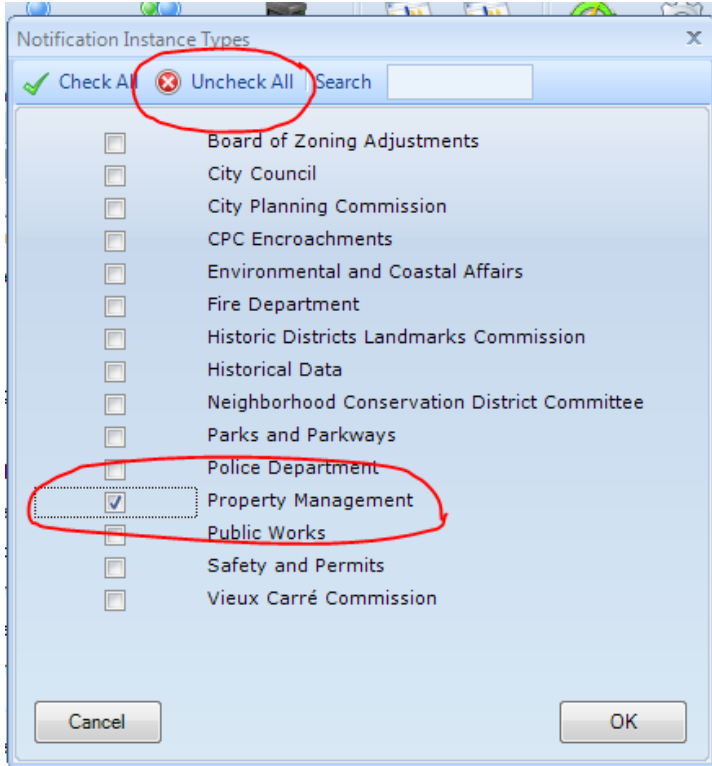 Notification Instance Types X
Check All Uncheck All Search
Board of Zoning Adjustments
City Council
City Planning Commission
CPC Encroachments
Environmental and Coastal Affairs
Fire Department
Historic Districts Landmarks Commission
Historical Data
Neighborhood Conservation District Committee
Parks and Parkways
Police Department
Property Management
Public Works
Safety and Permits
Vieux Carré Commission
Cancel OK